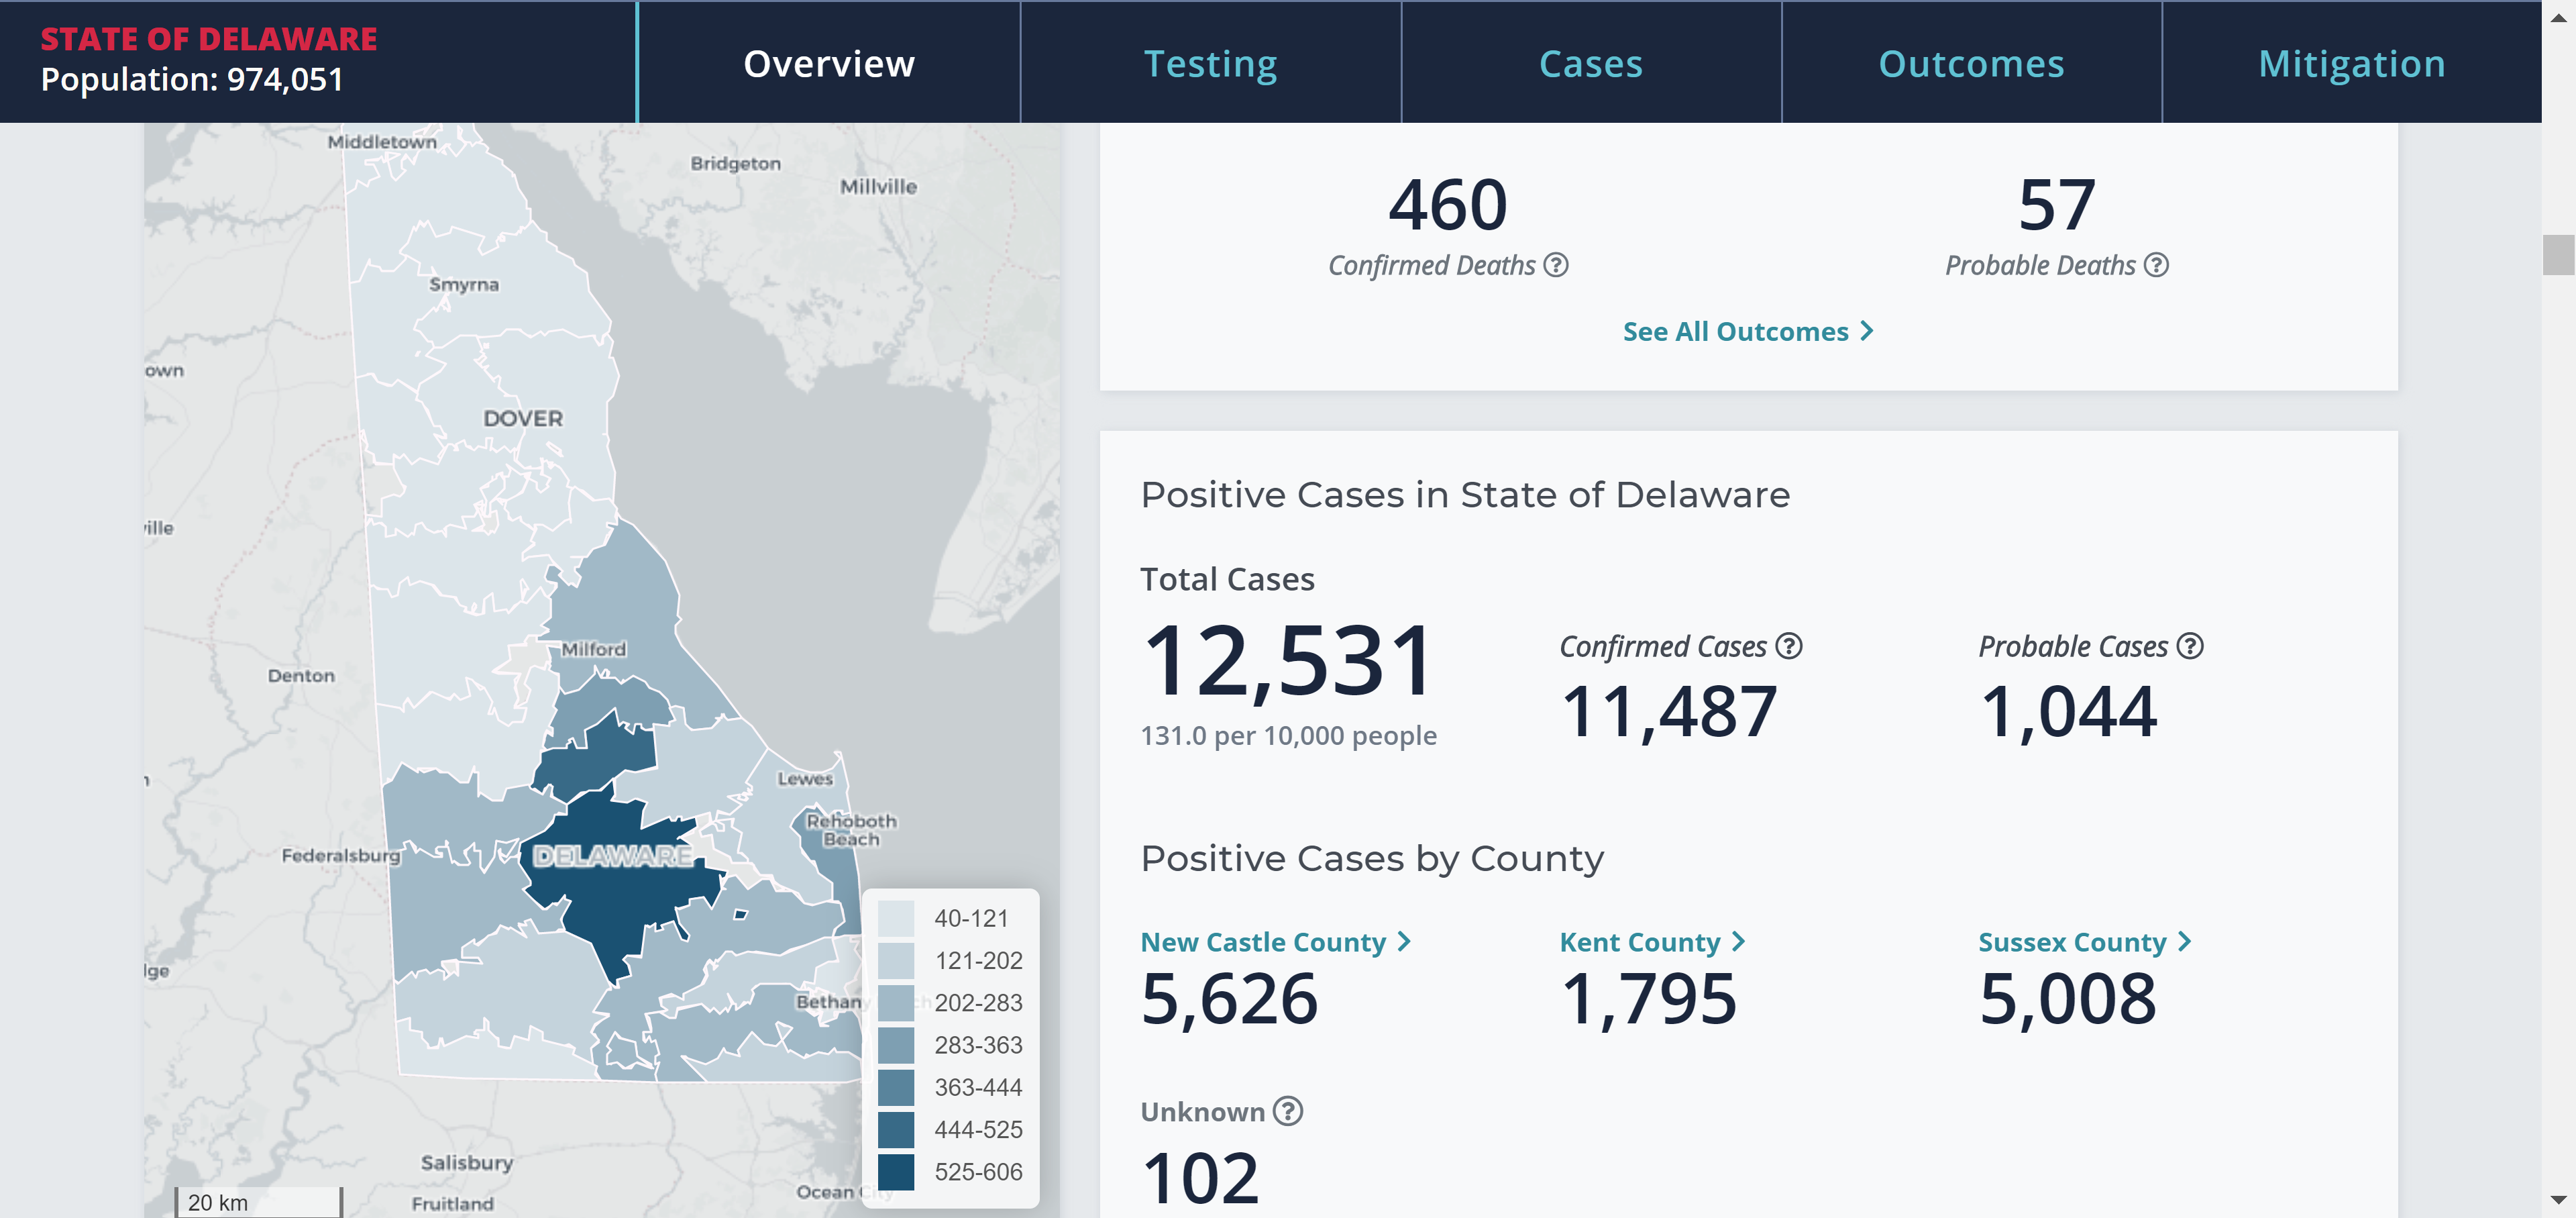 STATE OF DELAWARE
Population: 974,051
Overview
Testing
Cases
Outcomes
Mitigation
Middletown
Bridgeton
Millville
Smyrna
own
DOVER
ville
Milford
Denton
Lewes
Rehoboth
Beach
Federalsburg
DELAWARE
lge
Bethany
Salisbury
Ocean City
Fruitland
20 km
40-121
121-202
202-283
283-363
363-444
444-525
525-606
460
Confirmed Deaths ?
57
Probable Deaths ?
See All Outcomes >
Positive Cases in State of Delaware
Total Cases
12,531
131.0 per 10,000 people
Confirmed Cases ?
11,487
Probable Cases ?
1,044
Positive Cases by County
New Castle County >
5,626
Kent County >
1,795
Sussex County >
5,008
Unknown ?
102